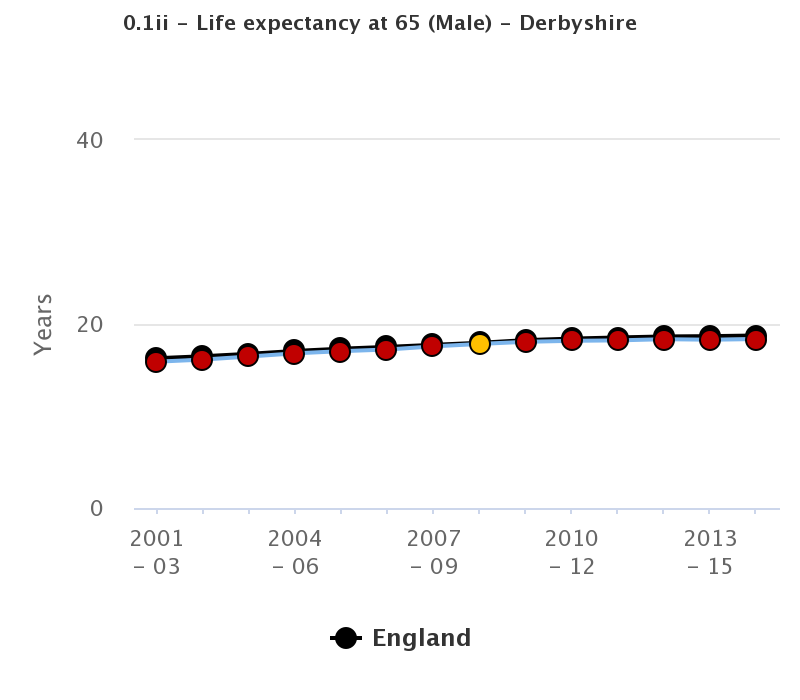 0.1ii – Life expectancy at 65 (Male) – Derbyshire
40
20
0
Years
2001 2004 2007 2010 2013
– 03 – 06 – 09 – 12 – 15
England